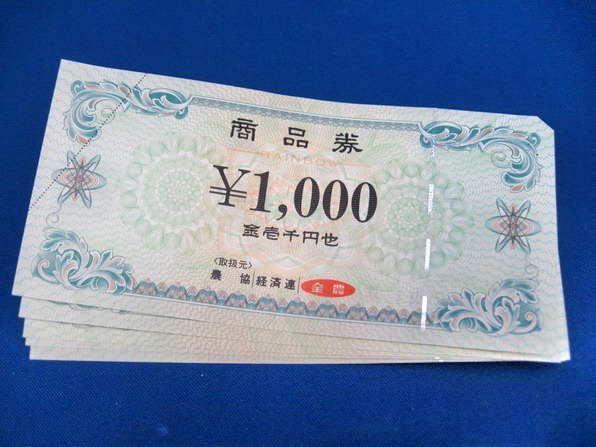 商品券
RAINBOW
¥1,000
金壱千円也
〈取扱元〉
農協 経済連 全農